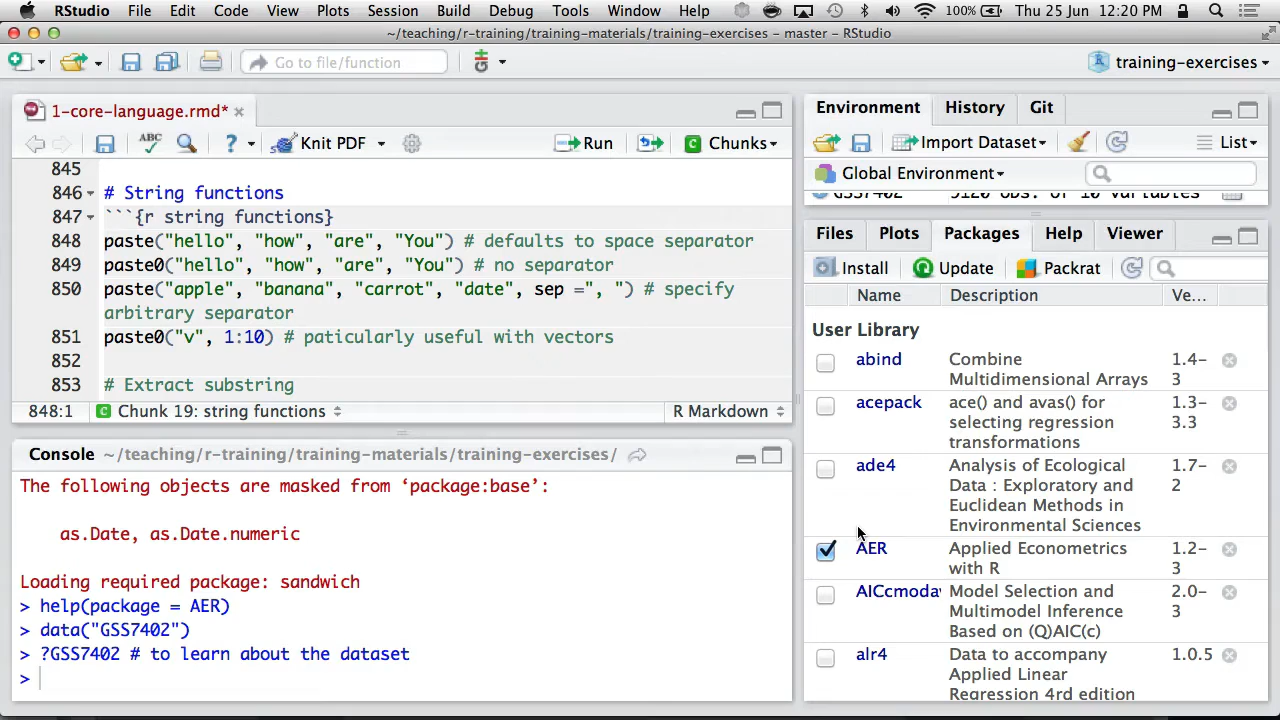 RStudio File Edit Code View Plots Session Build Debug Tools Window Help 100% Thu 25 Jun 12:20 PM
~/teaching/r-training/training-materials/training-exercises – master – RStudio
Go to file/function
training-exercises
1-core-language.rmd*
ABC
?
Knit PDF
Run
Chunks
845
846 # String functions
847 ```{r string functions}
848 paste("hello", "how", "are", "You") # defaults to space separator
849 paste0("hello", "how", "are", "You") # no separator
850 paste("apple", "banana", "carrot", "date", sep =", ") # specify
arbitrary separator
851 paste0("v", 1:10) # paticularly useful with vectors
852
853 # Extract substring
848:1 C Chunk 19: string functions R Markdown
Console ~/teaching/r-training/training-materials/training-exercises/
The following objects are masked from ‘package:base’:
as.Date, as.Date.numeric
Loading required package: sandwich
> help(package = AER)
> data("GSS7402")
> ?GSS7402 # to learn about the dataset
>
Environment History Git
Import Dataset List
Global Environment
GSS7402 9120 obs. of 10 variables
Files Plots Packages Help Viewer
Install Update Packrat
Name Description Ve...
User Library
abind Combine 1.4-
Multidimensional Arrays 3
acepack ace() and avas() for 1.3-
selecting regression 3.3
transformations
ade4 Analysis of Ecological 1.7-
Data : Exploratory and 2
Euclidean Methods in
Environmental Sciences
AER Applied Econometrics 1.2-
with R 3
AICcmodav Model Selection and 2.0-
Multimodel Inference 3
Based on (Q)AIC(c)
alr4 Data to accompany 1.0.5
Applied Linear
Regression 4rd edition